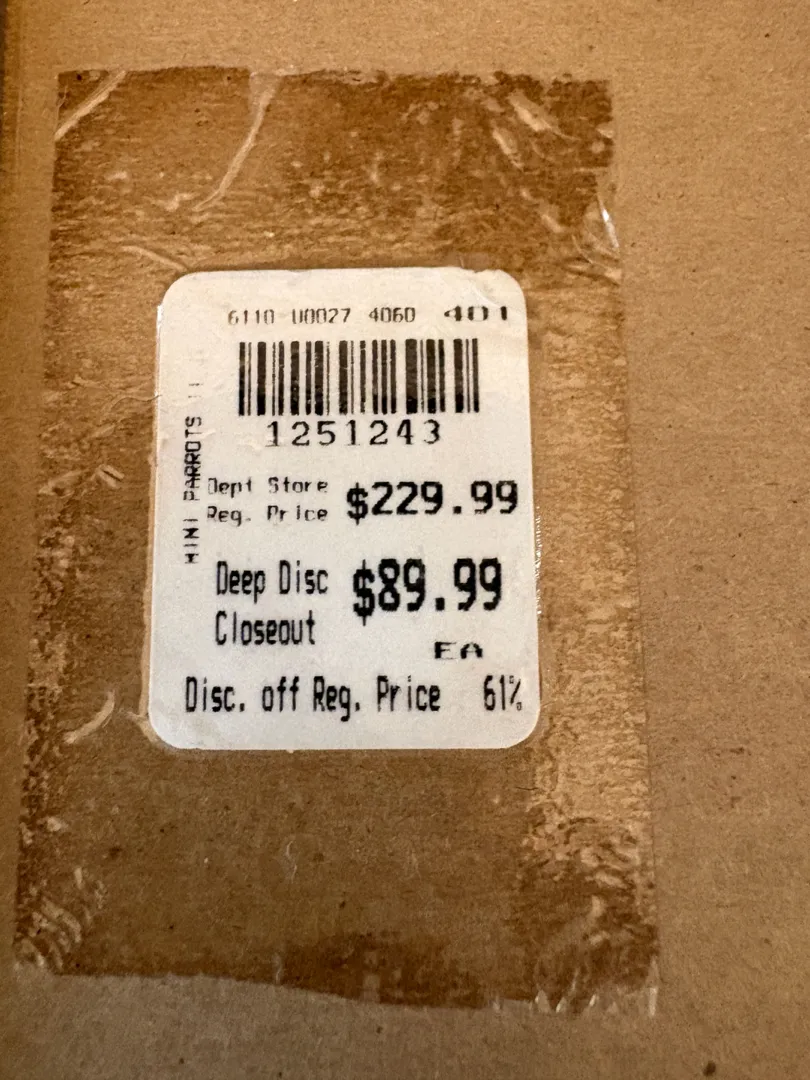 6110 U0027 4060 401
1251243
MINI PARROTS
Dept Store
Reg. Price $229.99
Deep Disc
Closeout $89.99
EA
Disc. off Reg. Price 61%